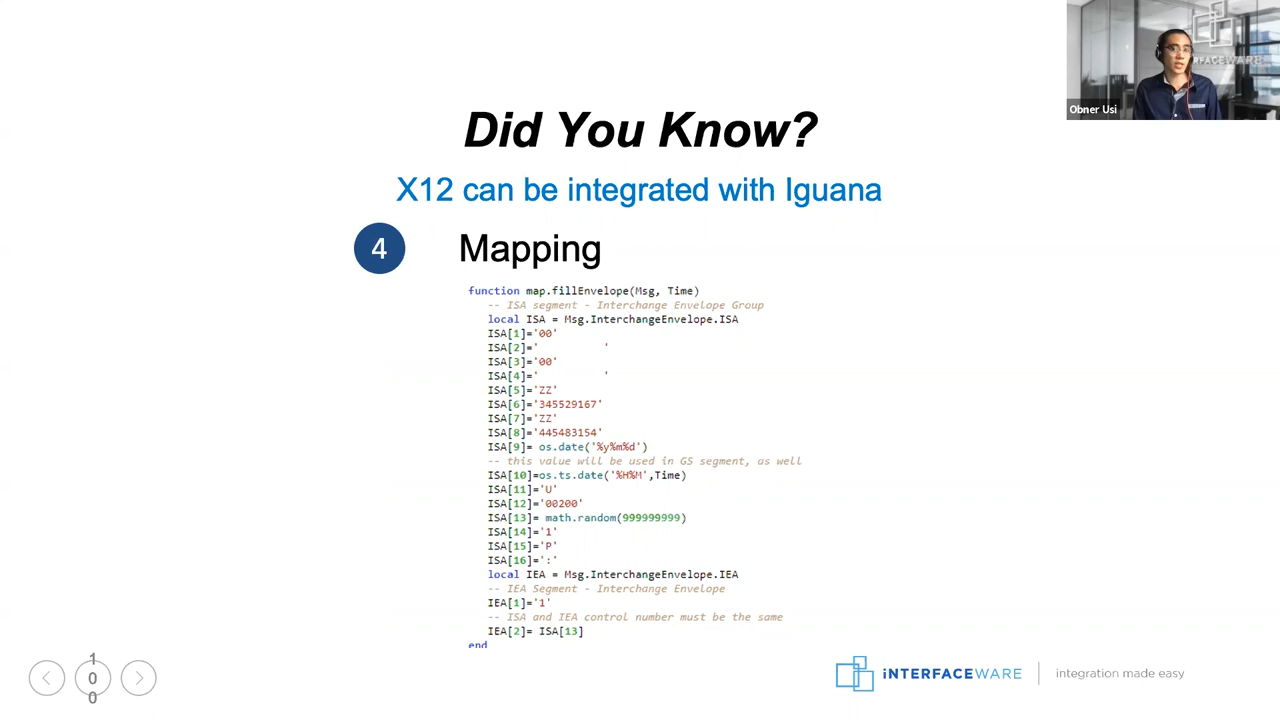 Did You Know?
X12 can be integrated with Iguana
4 Mapping
function map.fillEnvelope(Msg, Time)
-- ISA segment - Interchange Envelope Group
local ISA = Msg.InterchangeEnvelope.ISA
ISA[1]='00'
ISA[2]='          '
ISA[3]='00'
ISA[4]='          '
ISA[5]='ZZ'
ISA[6]='345529167'
ISA[7]='ZZ'
ISA[8]='445483154'
ISA[9]= os.date('%y%m%d')
-- this value will be used in GS segment, as well
ISA[10]=os.ts.date('%H%M',Time)
ISA[11]='U'
ISA[12]='00200'
ISA[13]= math.random(999999999)
ISA[14]='1'
ISA[15]='P'
ISA[16]=':'
local IEA = Msg.InterchangeEnvelope.IEA
-- IEA Segment - Interchange Envelope
IEA[1]='1'
-- ISA and IEA control number must be the same
IEA[2]= ISA[13]
end
Obner Usi
1
0
0
iNTERFACEWARE
integration made easy